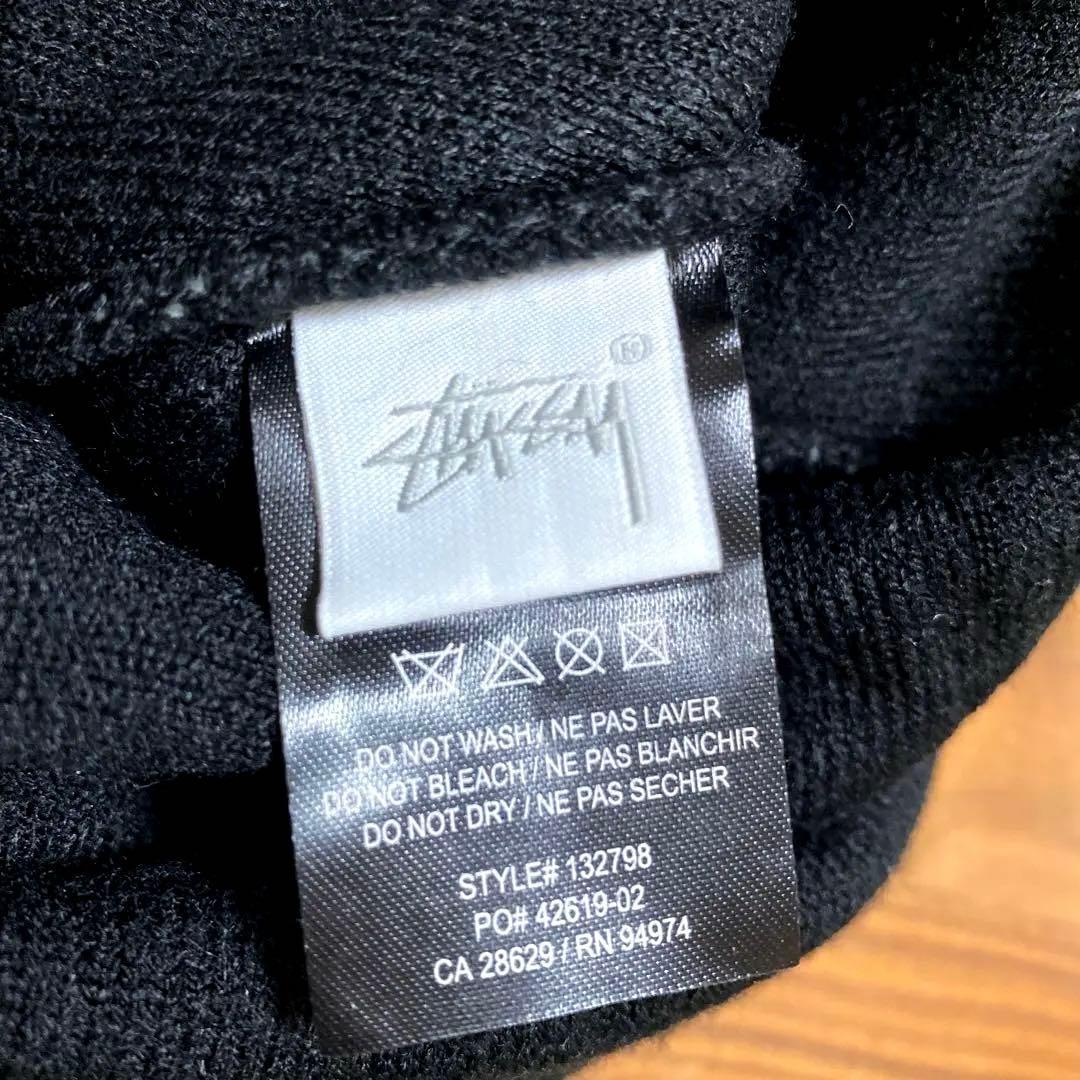 STUSSY
DO NOT WASH / NE PAS LAVER
DO NOT BLEACH / NE PAS BLANCHIR
DO NOT DRY / NE PAS SECHER
STYLE# 132798
PO# 42619-02
CA 28629 / RN 94974